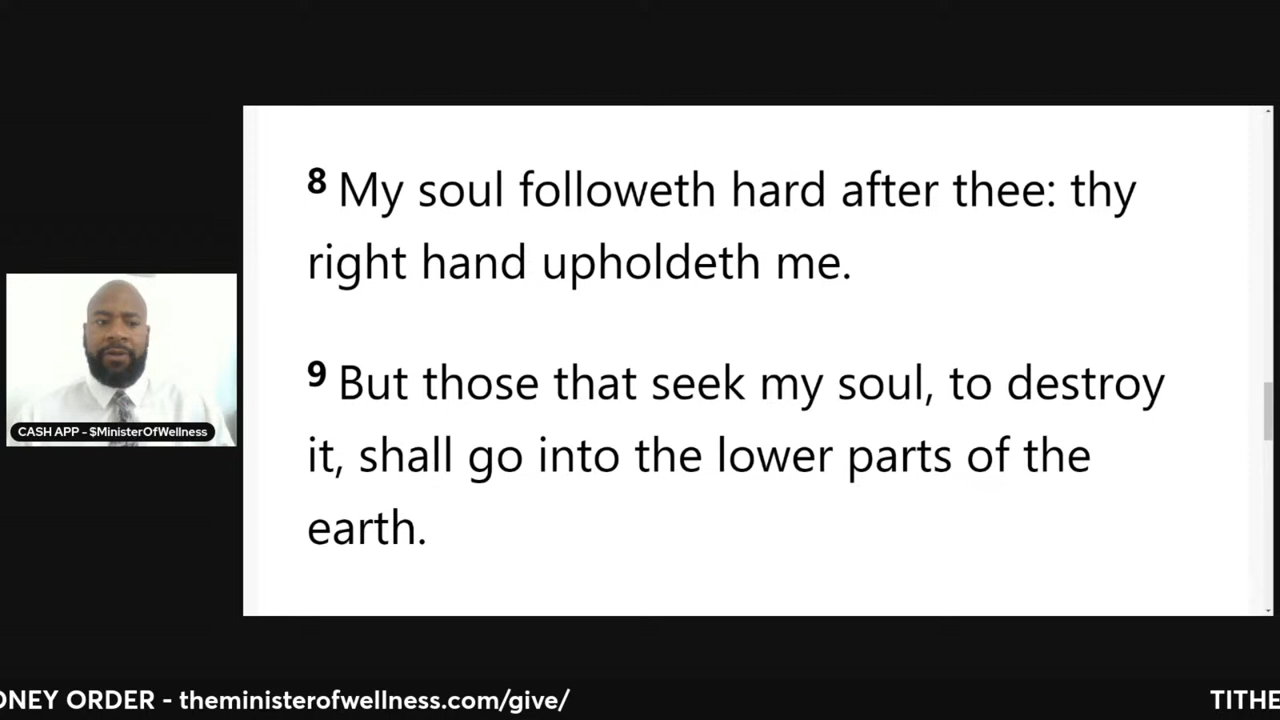 8 My soul followeth hard after thee: thy
right hand upholdeth me.
9 But those that seek my soul, to destroy
it, shall go into the lower parts of the
earth.
CASH APP - $MinisterOfWellness
ONEY ORDER - theministerofwellness.com/give/
TITHE